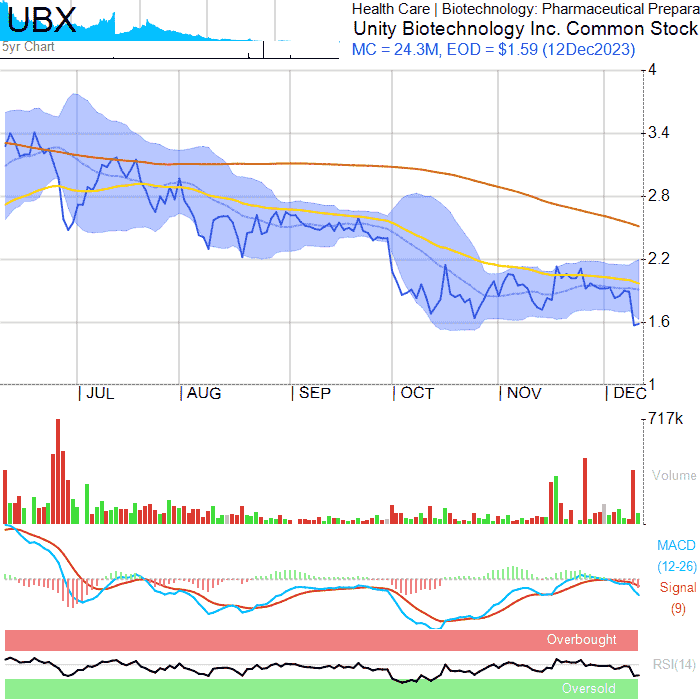 UBX
5yr Chart
Health Care | Biotechnology: Pharmaceutical Prepara
Unity Biotechnology Inc. Common Stock
MC = 24.3M, EOD = $1.59 (12Dec2023)
4
3.4
2.8
2.2
1.6
1
JUL AUG SEP OCT NOV DEC
717k
Volume
MACD
(12-26)
Signal
(9)
Overbought
RSI(14)
Oversold